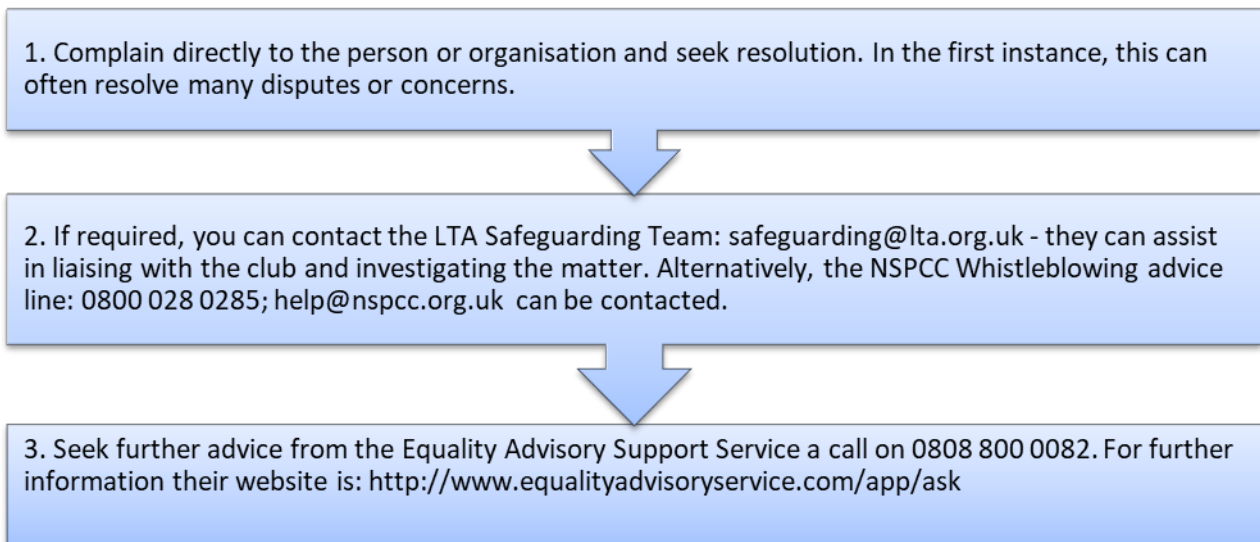 1. Complain directly to the person or organisation and seek resolution. In the first instance, this can
often resolve many disputes or concerns.
2. If required, you can contact the LTA Safeguarding Team: safeguarding@lta.org.uk - they can assist
in liaising with the club and investigating the matter. Alternatively, the NSPCC Whistleblowing advice
line: 0800 028 0285; help@nspcc.org.uk can be contacted.
3. Seek further advice from the Equality Advisory Support Service a call on 0808 800 0082. For further
information their website is: http://www.equalityadvisoryservice.com/app/ask